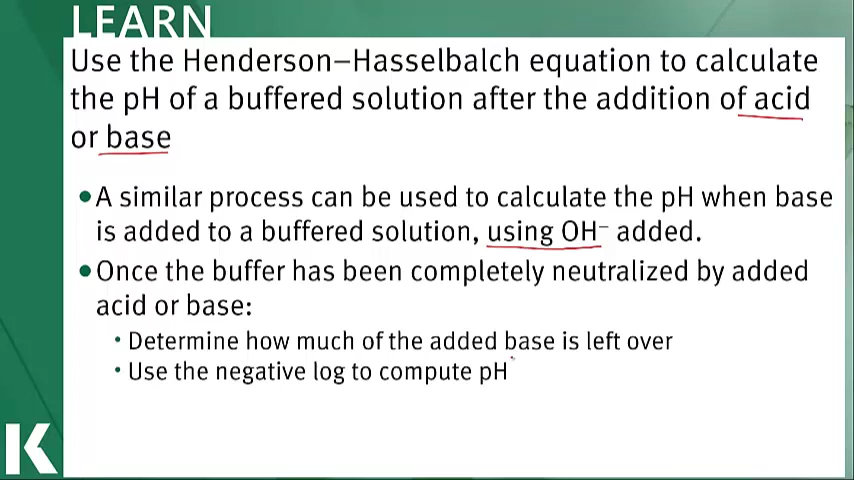 LEARN
Use the Henderson–Hasselbalch equation to calculate
the pH of a buffered solution after the addition of acid
or base
• A similar process can be used to calculate the pH when base
is added to a buffered solution, using OH⁻ added.
• Once the buffer has been completely neutralized by added
acid or base:
• Determine how much of the added base is left over
• Use the negative log to compute pH
K